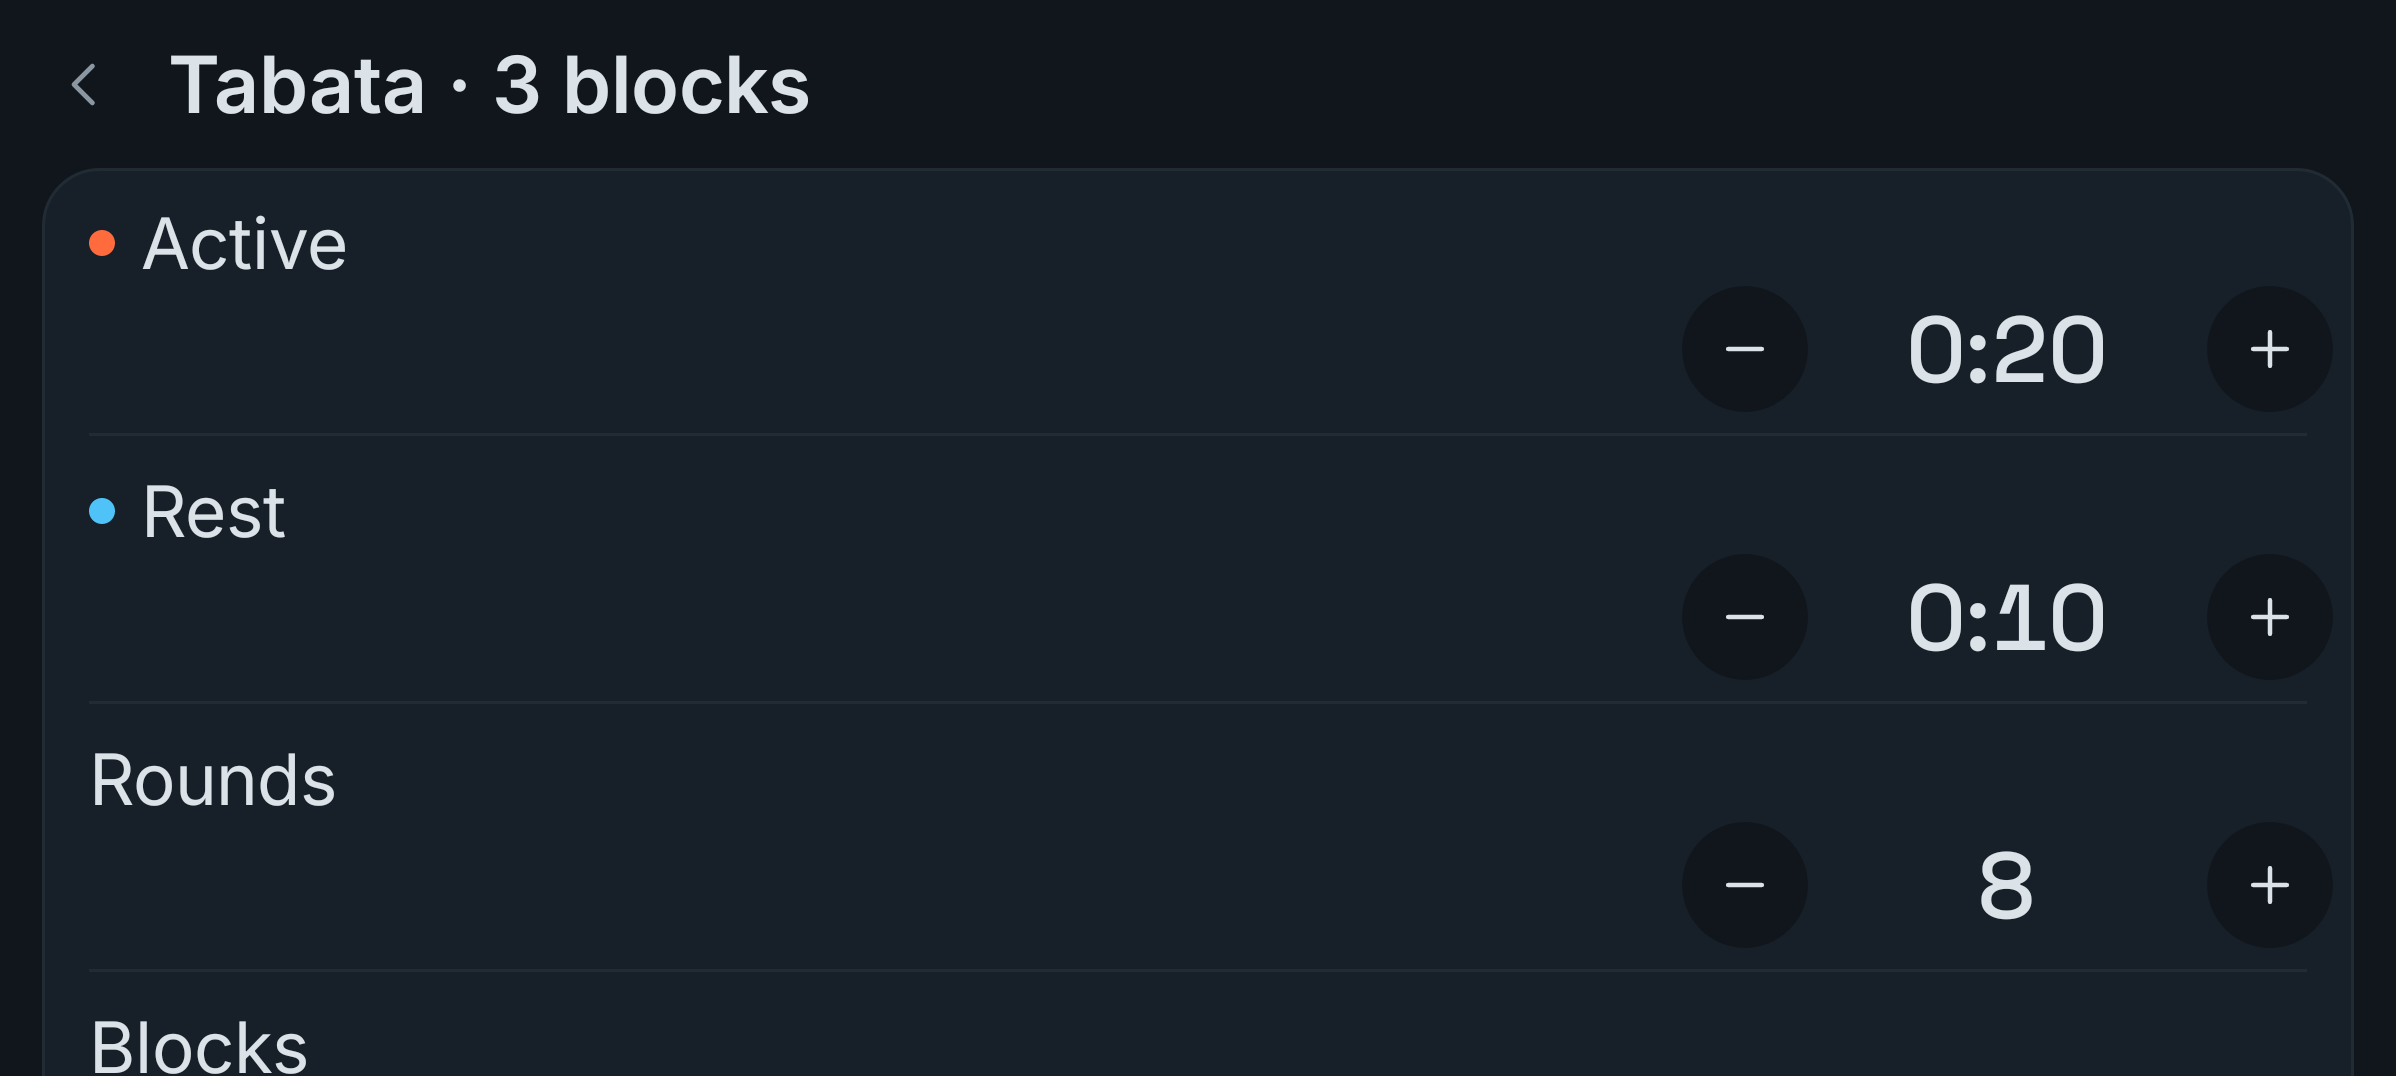 Tabata · 3 blocks
Active
− 0:20 +
Rest
− 0:10 +
Rounds
− 8 +
Blocks